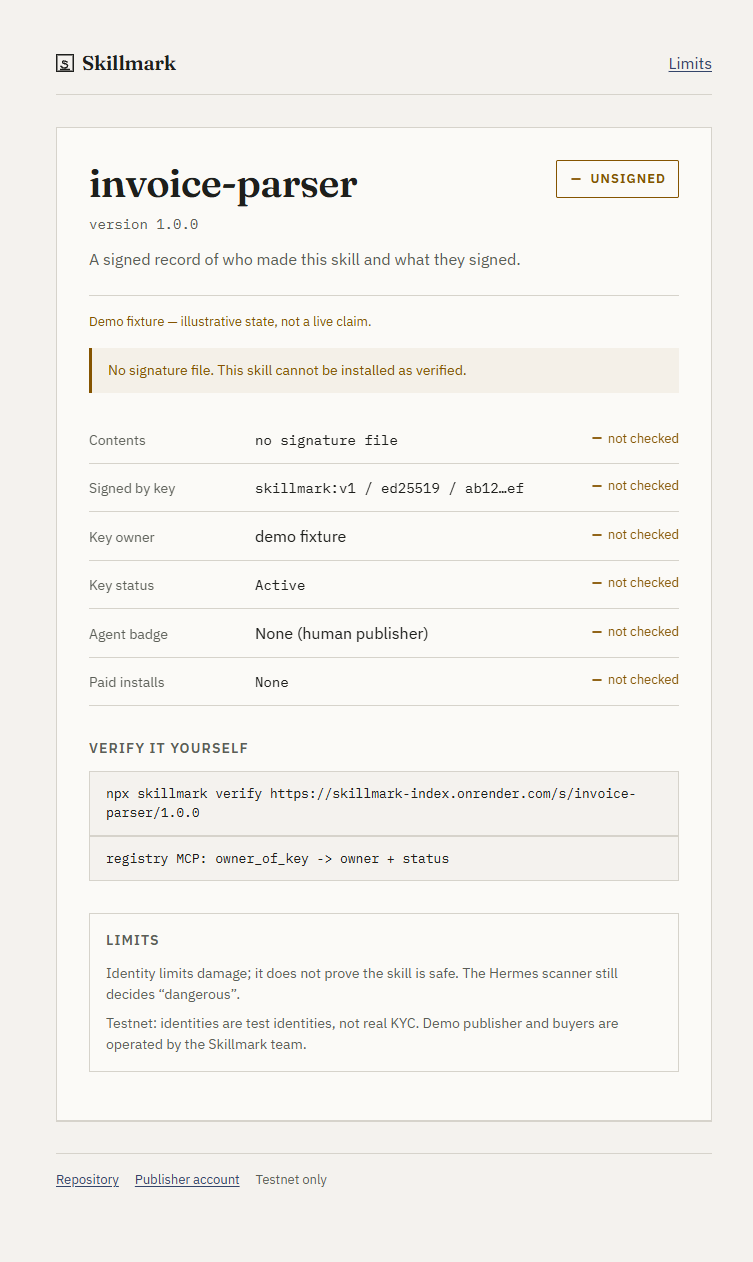 Skillmark
Limits
invoice-parser
— UNSIGNED
version 1.0.0
A signed record of who made this skill and what they signed.
Demo fixture — illustrative state, not a live claim.
No signature file. This skill cannot be installed as verified.
Contents no signature file — not checked
Signed by key skillmark:v1 / ed25519 / ab12…ef — not checked
Key owner demo fixture — not checked
Key status Active — not checked
Agent badge None (human publisher) — not checked
Paid installs None — not checked
VERIFY IT YOURSELF
npx skillmark verify https://skillmark-index.onrender.com/s/invoice-
parser/1.0.0
registry MCP: owner_of_key -> owner + status
LIMITS
Identity limits damage; it does not prove the skill is safe. The Hermes scanner still
decides “dangerous”.
Testnet: identities are test identities, not real KYC. Demo publisher and buyers are
operated by the Skillmark team.
Repository Publisher account Testnet only